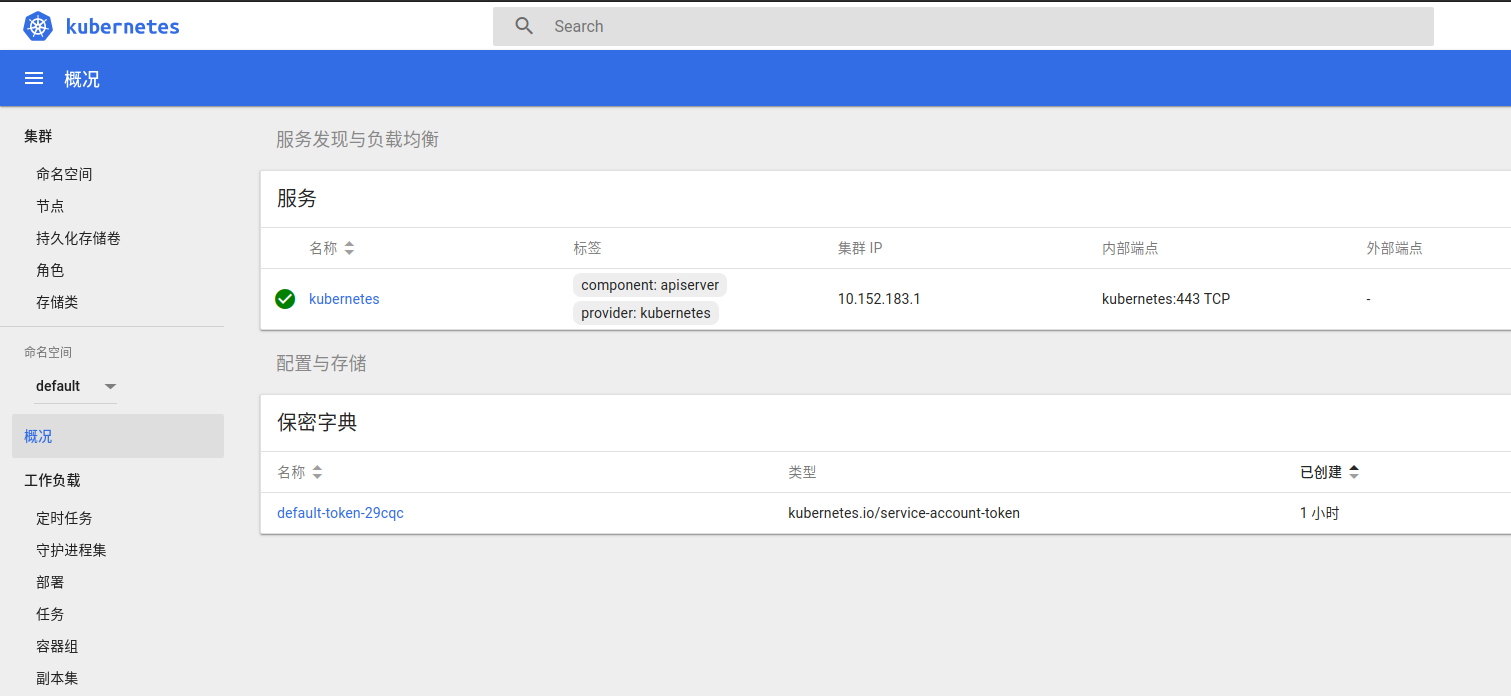 kubernetes
Search
概况
集群
命名空间
节点
持久化存储卷
角色
存储类
命名空间
default
概况
工作负载
定时任务
守护进程集
部署
任务
容器组
副本集
服务发现与负载均衡
服务
名称 标签 集群 IP 内部端点 外部端点
kubernetes component: apiserver provider: kubernetes 10.152.183.1 kubernetes:443 TCP -
配置与存储
保密字典
名称 类型 已创建
default-token-29cqc kubernetes.io/service-account-token 1 小时